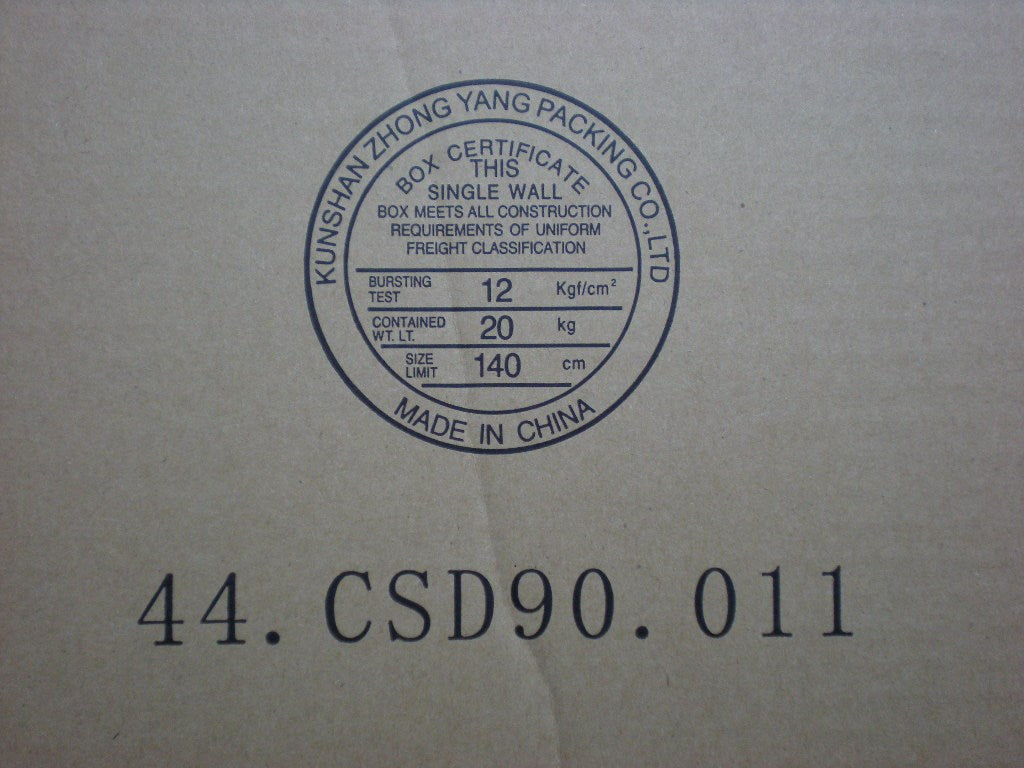 KUNSHAN ZHONG YANG PACKING CO.,LTD
BOX CERTIFICATE
THIS
SINGLE WALL
BOX MEETS ALL CONSTRUCTION
REQUIREMENTS OF UNIFORM
FREIGHT CLASSIFICATION
BURSTING TEST 12 Kgf/cm²
CONTAINED WT. LT. 20 kg
SIZE LIMIT 140 cm
MADE IN CHINA
44.CSD90.011